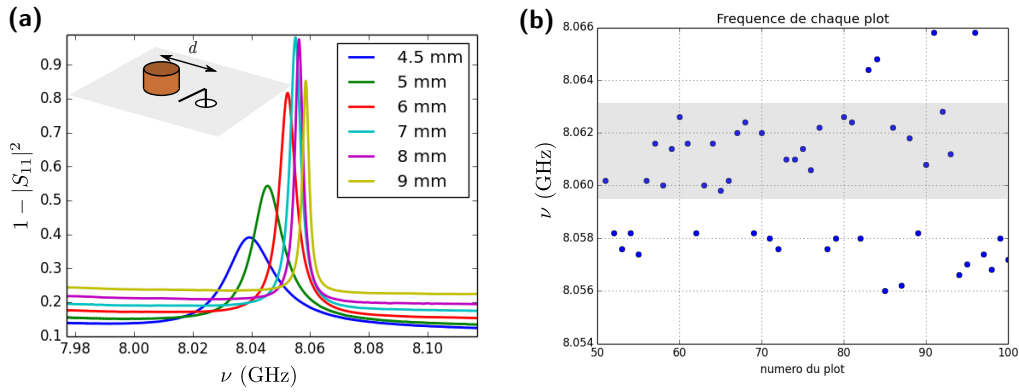 (a)
d
0.9
0.8
0.7
0.6
0.5
0.4
0.3
0.2
0.1
1 − |S₁₁|²
4.5 mm
5 mm
6 mm
7 mm
8 mm
9 mm
7.98 8.00 8.02 8.04 8.06 8.08 8.10
ν (GHz)
(b)
Frequence de chaque plot
8.066
8.064
8.062
8.060
8.058
8.056
8.054
ν (GHz)
50 60 70 80 90 100
numero du plot